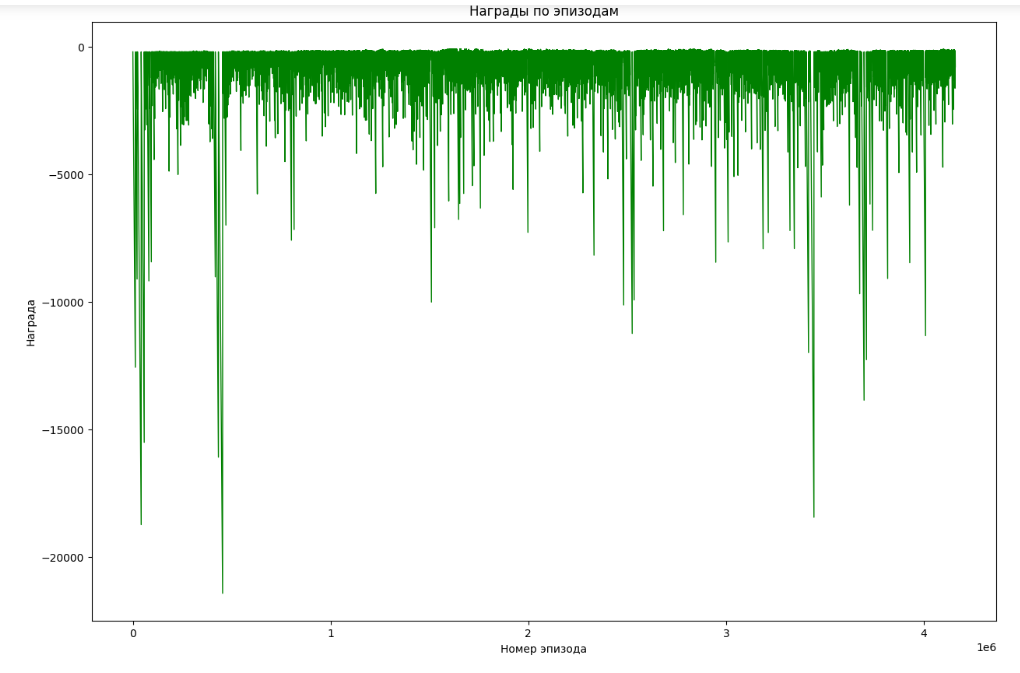 Награды по эпизодам
0
−5000
−10000
−15000
−20000
Награда
0 1 2 3 4
1e6
Номер эпизода